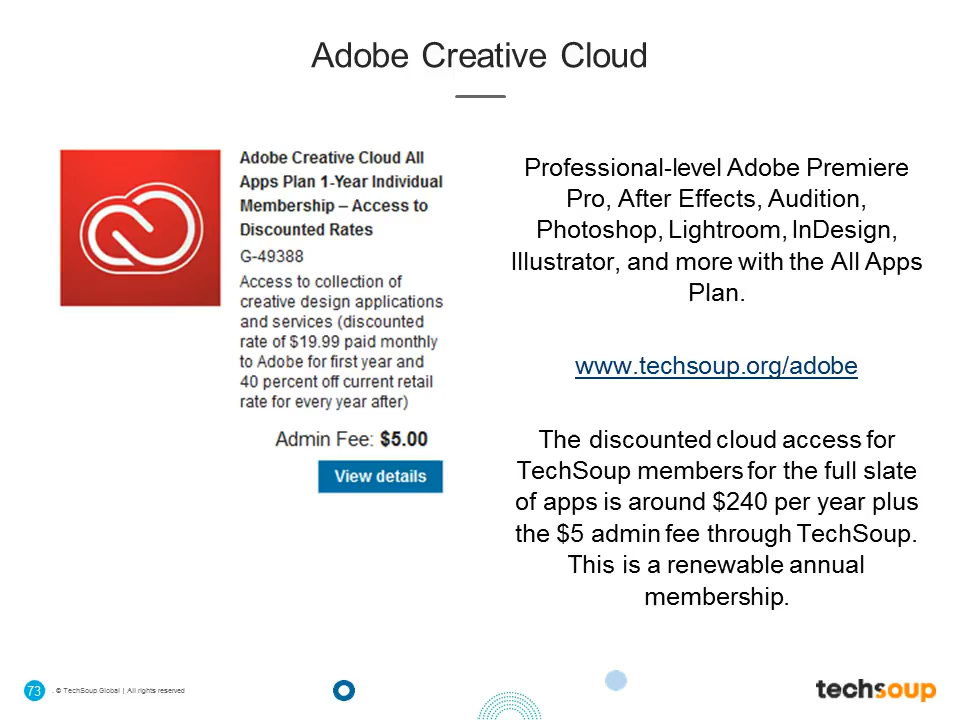 Adobe Creative Cloud
Adobe Creative Cloud All
Apps Plan 1-Year Individual
Membership – Access to
Discounted Rates
G-49388
Access to collection of
creative design applications
and services (discounted
rate of $19.99 paid monthly
to Adobe for first year and
40 percent off current retail
rate for every year after)
Admin Fee: $5.00
View details
Professional-level Adobe Premiere
Pro, After Effects, Audition,
Photoshop, Lightroom, InDesign,
Illustrator, and more with the All Apps
Plan.
www.techsoup.org/adobe
The discounted cloud access for
TechSoup members for the full slate
of apps is around $240 per year plus
the $5 admin fee through TechSoup.
This is a renewable annual
membership.
73 . © TechSoup Global | All rights reserved
techsoup